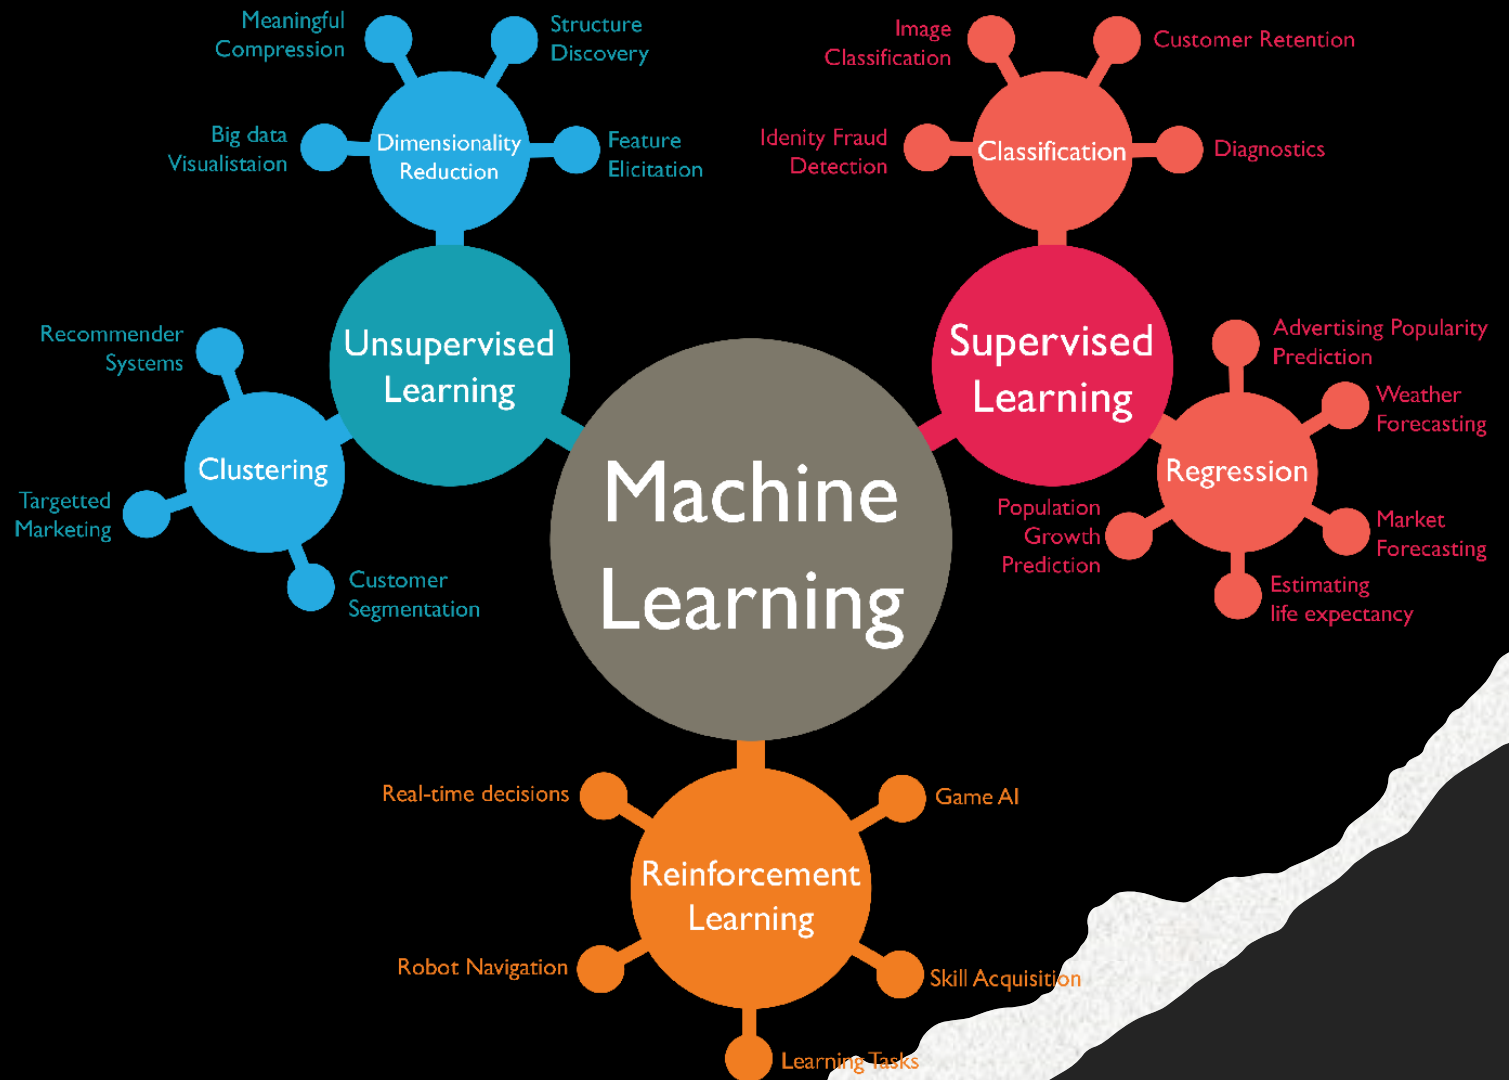 Meaningful
Compression
Structure
Discovery
Big data
Visualistaion
Dimensionality
Reduction
Feature
Elicitation
Image
Classification
Customer Retention
Idenity Fraud
Detection
Classification
Diagnostics
Unsupervised
Learning
Recommender
Systems
Clustering
Targetted
Marketing
Customer
Segmentation
Supervised
Learning
Advertising Popularity
Prediction
Weather
Forecasting
Regression
Population
Growth
Prediction
Market
Forecasting
Estimating
life expectancy
Machine
Learning
Real-time decisions
Game AI
Reinforcement
Learning
Robot Navigation
Skill Acquisition
Learning Tasks